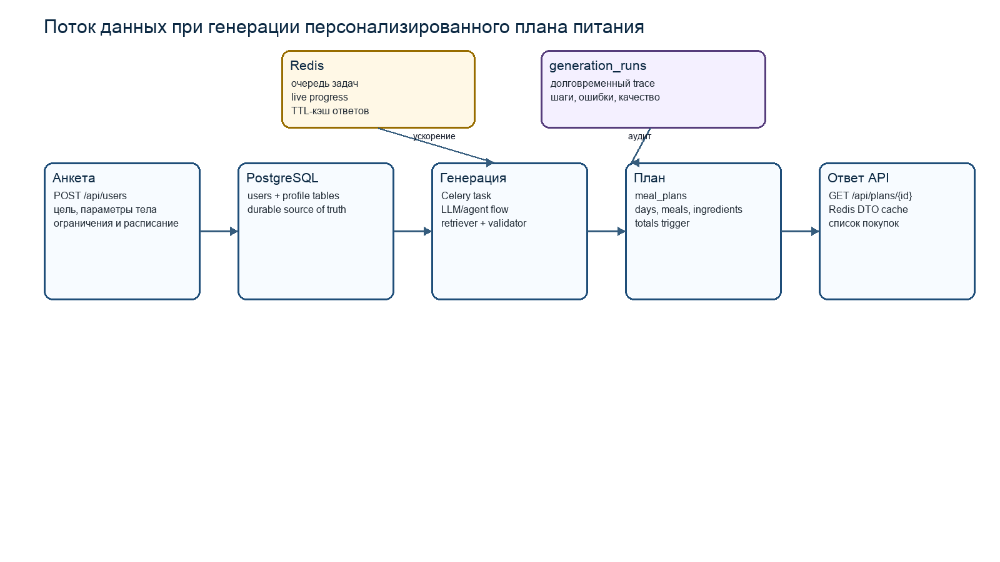 Поток данных при генерации персонализированного плана питания
Redis
очередь задач
live progress
TTL-кэш ответов
generation_runs
долговременный trace
шаги, ошибки, качество
ускорение
аудит
Анкета
POST /api/users
цель, параметры тела
ограничения и расписание
PostgreSQL
users + profile tables
durable source of truth
Генерация
Celery task
LLM/agent flow
retriever + validator
План
meal_plans
days, meals, ingredients
totals trigger
Ответ API
GET /api/plans/{id}
Redis DTO cache
список покупок